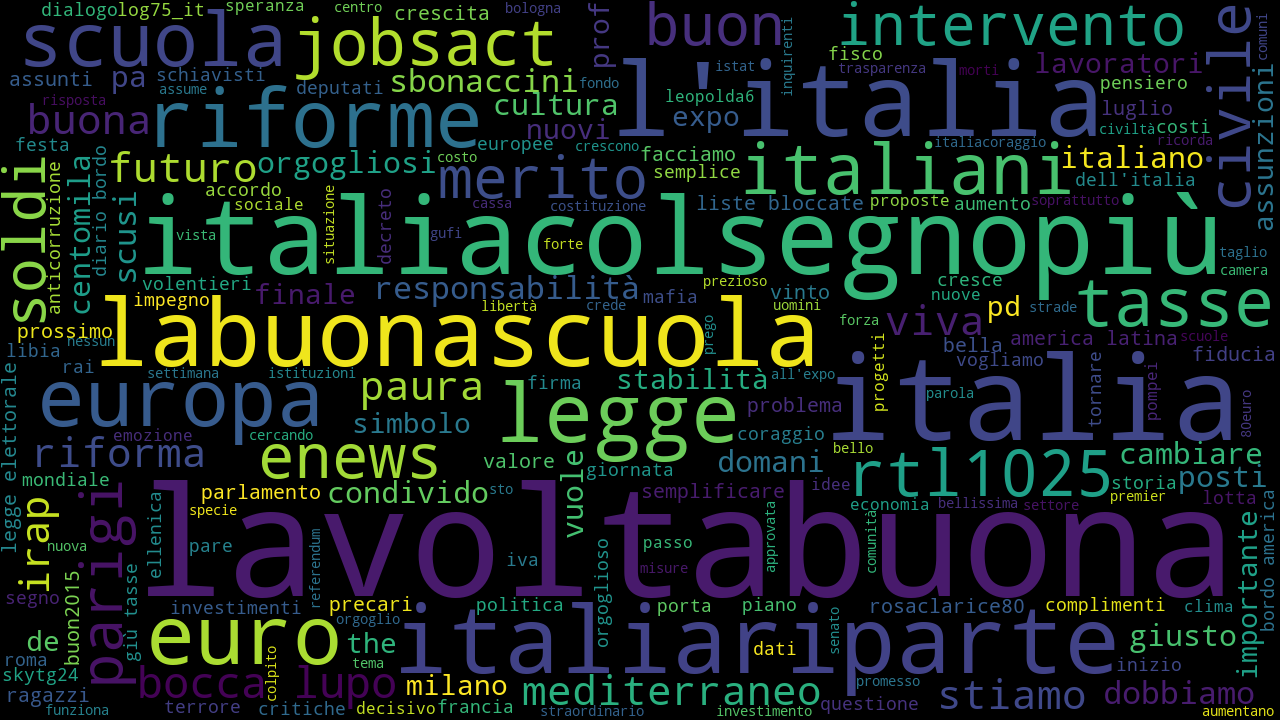 dialogo log75_it speranza centro crescita bologna
scuola jobsact prof buon intervento civile comuni
assunti pa schiavisti deputati sbonaccini fondo istat inquirenti fisco trasparenza morti lavoratori
risposta assume cultura l'italia leopolda6 pensiero luglio
buona riforme nuovi expo civiltà costi assunzioni
festa europee crescono italiacoraggio ricorda
soldi anticorruzione centomila diario bordo futuro orgogliosi costo facciamo italiani italiano
scusi accordo merito semplice dell'italia
sociale situazione decreto cassa costituzione liste bloccate proposte aumento soprattutto
vista gufi forte italiacolsegnopiù taglio
volentieri responsabilità prezioso cresce camera
impegno finale libertà crede mafia vinto uomini nuove pd strade tasse
prossimo labuonascuola prego forza viva america latina scuole
nessun libia bella fiducia
rai settimana istituzioni stabilità all'expo progetti vogliamo tornare pompei
europa paura firma legge problema parola italia 80euro
simbolo
legge elettorale riforma emozione cercando coraggio bello cambiare
enews valore giornata domani rtl1025 storia posti
mondiale parlamento condivido sto vuole semplificare idee premier lotta
irap parigi ellenica specie economia bellissima settore
nuova pare lavoltabuona iva passo approvata comunità importante bordo america
misure
segno buon2015 giu tasse investimenti referendum precari politica orgoglioso porta piano rosaclarice80 complimenti clima
de euro orgoglio italiariparte senato giusto
roma the dati inizio
skytg24 tema
ragazzi bocca lupo colpito milano mediterraneo promesso stiamo dobbiamo
funziona terrore critiche decisivo francia straordinario investimento questione aumentano